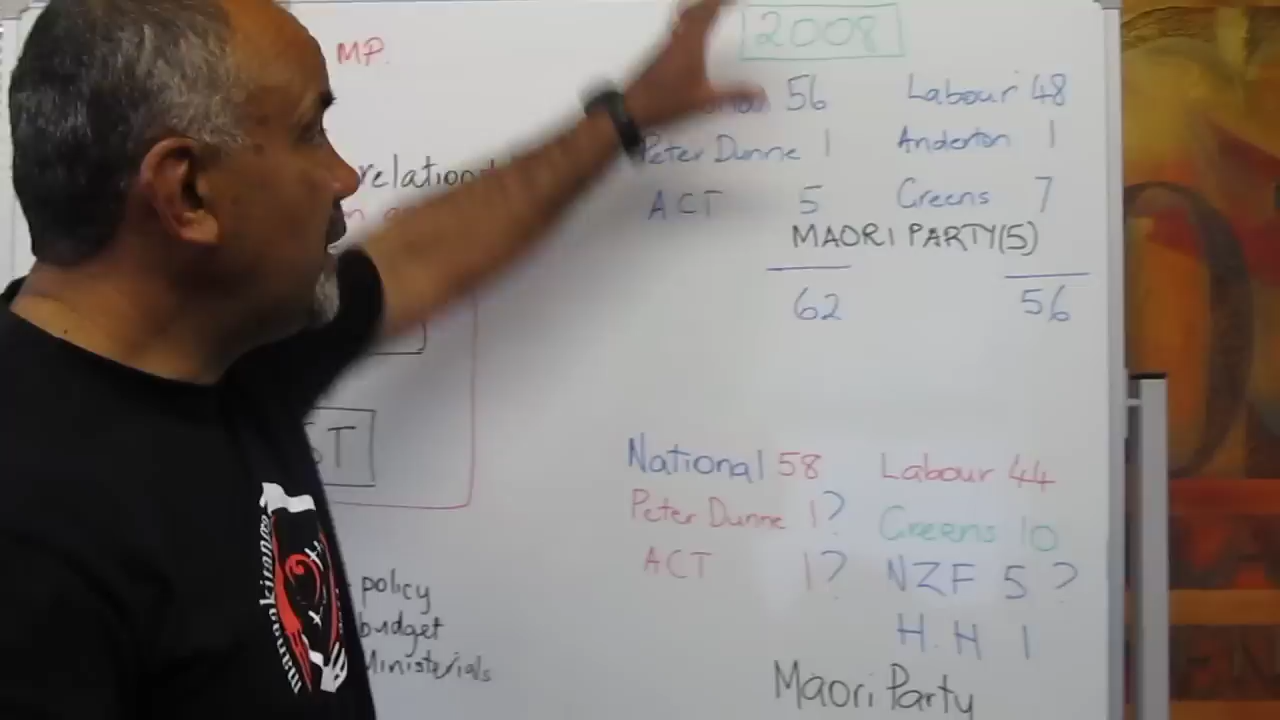 MP.
2008
56 Labour 48
Peter Dunne 1 Anderton 1
ACT 5 Greens 7
MAORI PARTY(5)
62 56
National 58 Labour 44
Peter Dunne 1? Greens 10
ACT 1? NZF 5 ?
H.H 1
Maori Party
policy
budget
Ministerials
manaakitanga